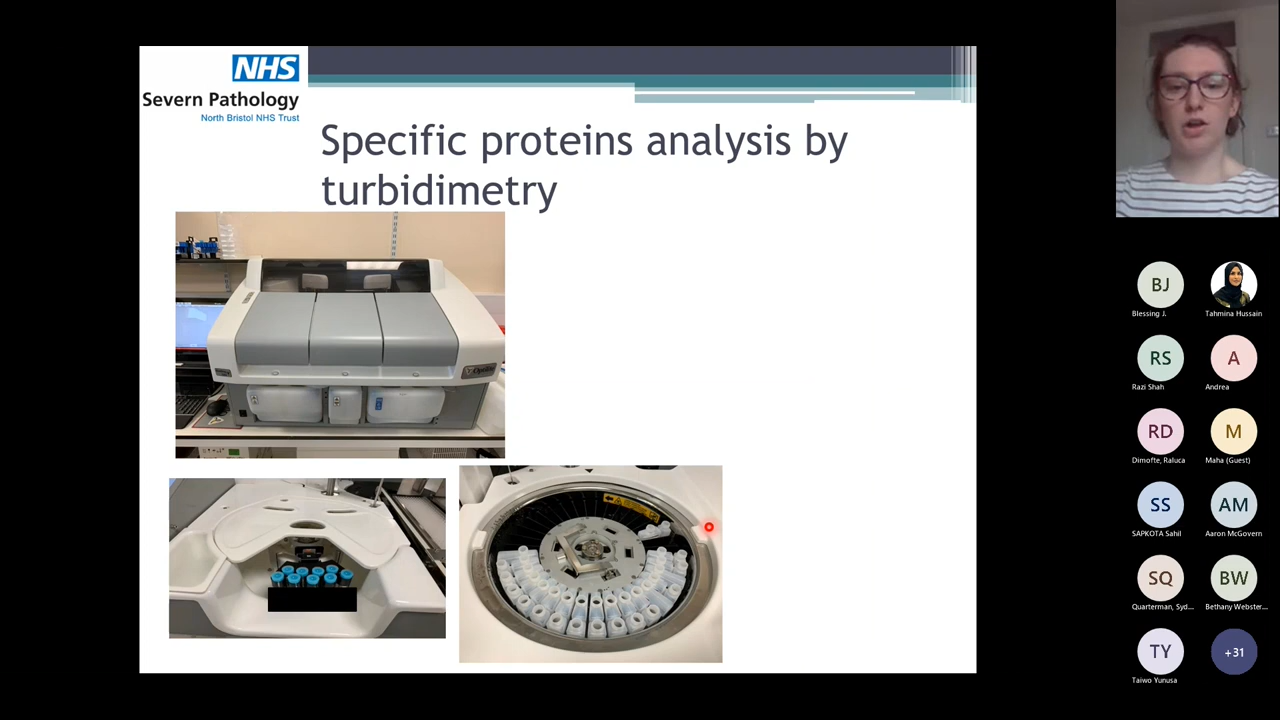 NHS
Severn Pathology
North Bristol NHS Trust
Specific proteins analysis by
turbidimetry
BJ
Blessing J.
Tahmina Hussain
RS
Razi Shah
A
Andrea
RD
Dimofte, Raluca
M
Maha (Guest)
SS
SAPKOTA Sahil
AM
Aaron McGovern
SQ
Quarterman, Syd...
BW
Bethany Webster...
TY
Taiwo Yunusa
+31